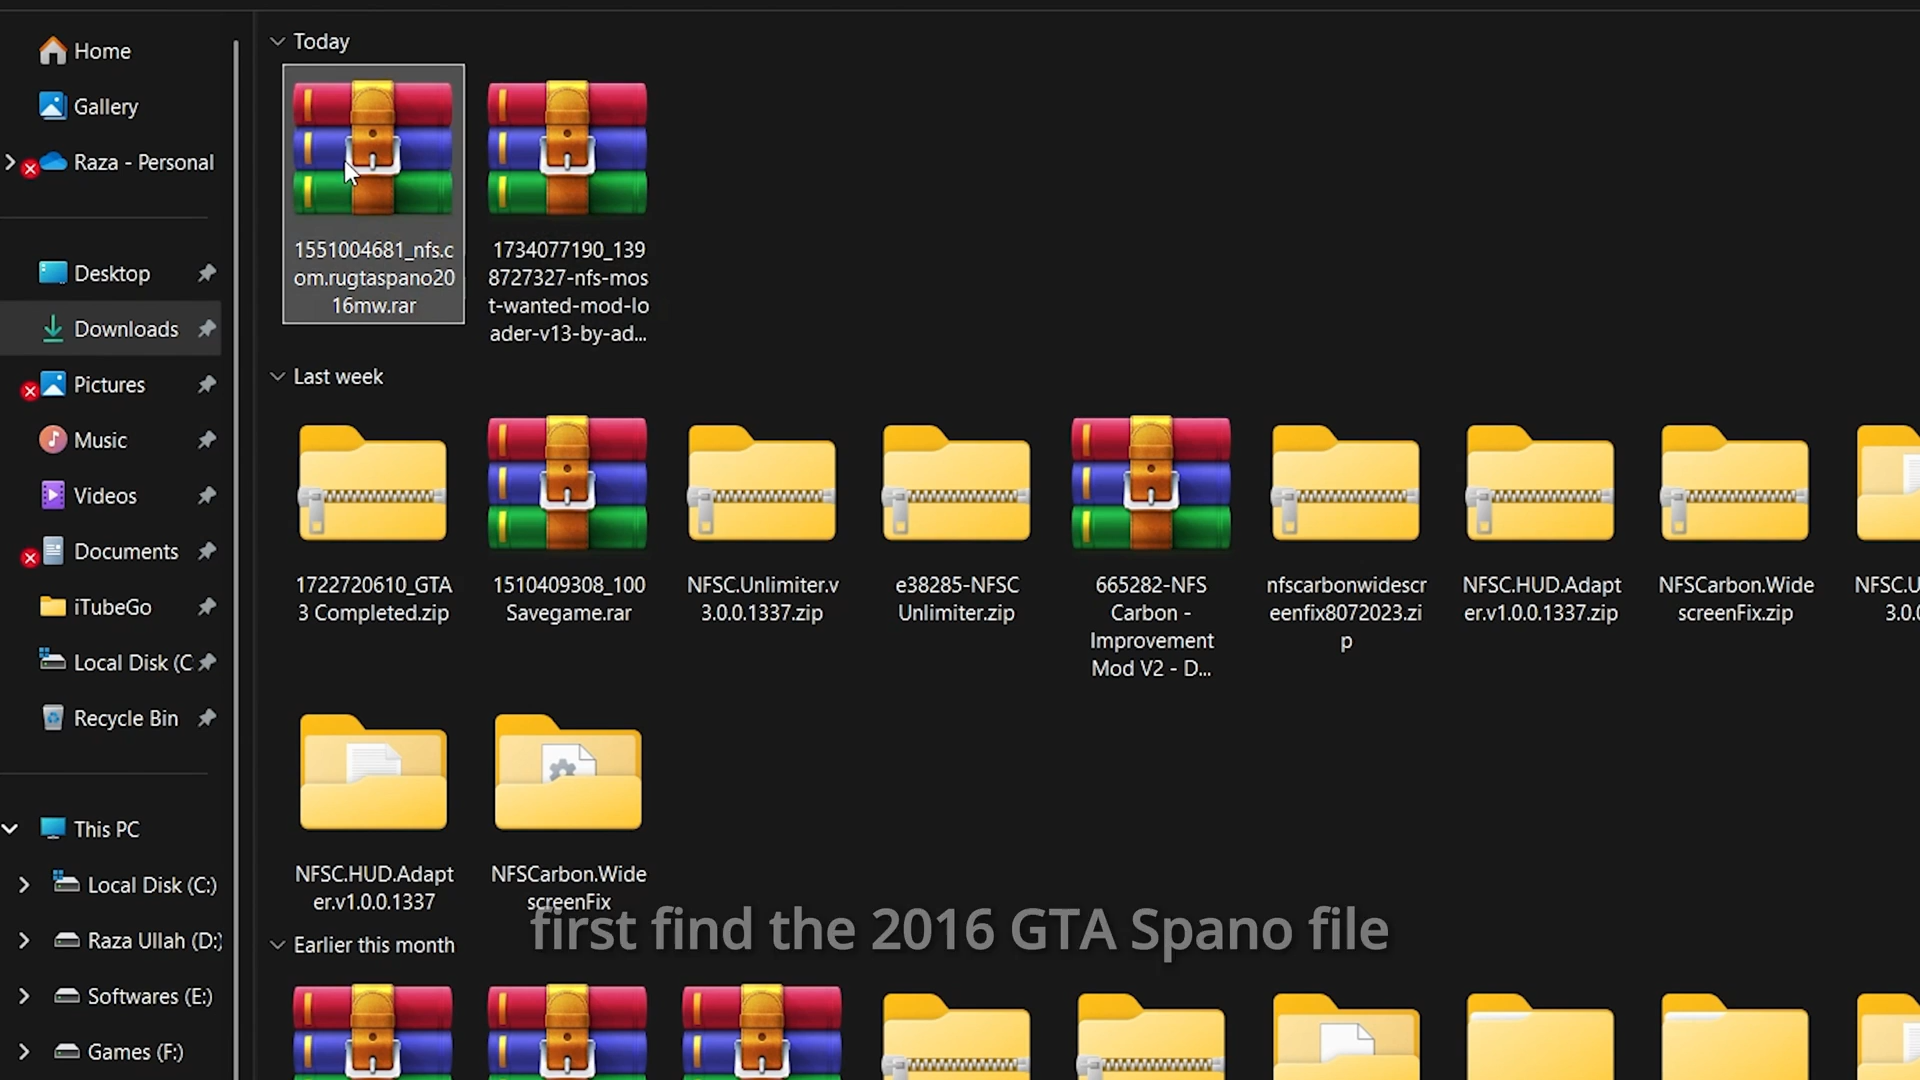 Home
Gallery
Raza - Personal
Desktop
Downloads
Pictures
Music
Videos
Documents
iTubeGo
Local Disk (C
Recycle Bin
This PC
Local Disk (C:)
Raza Ullah (D:)
Softwares (E:)
Games (F:)
Today
1551004681_nfs.c
om.rugtaspano20
16mw.rar
1734077190_139
8727327-nfs-mos
t-wanted-mod-lo
ader-v13-by-ad...
Last week
1722720610_GTA
3 Completed.zip
1510409308_100
Savegame.rar
NFSC.Unlimiter.v
3.0.0.1337.zip
e38285-NFSC
Unlimiter.zip
665282-NFS
Carbon -
Improvement
Mod V2 - D...
nfscarbonwidescr
eenfix8072023.zi
p
NFSC.HUD.Adapt
er.v1.0.0.1337.zip
NFSCarbon.Wide
screenFix.zip
NFSC.U
3.0.
NFSC.HUD.Adapt
er.v1.0.0.1337
NFSCarbon.Wide
screenFix
first find the 2016 GTA Spano file
Earlier this month